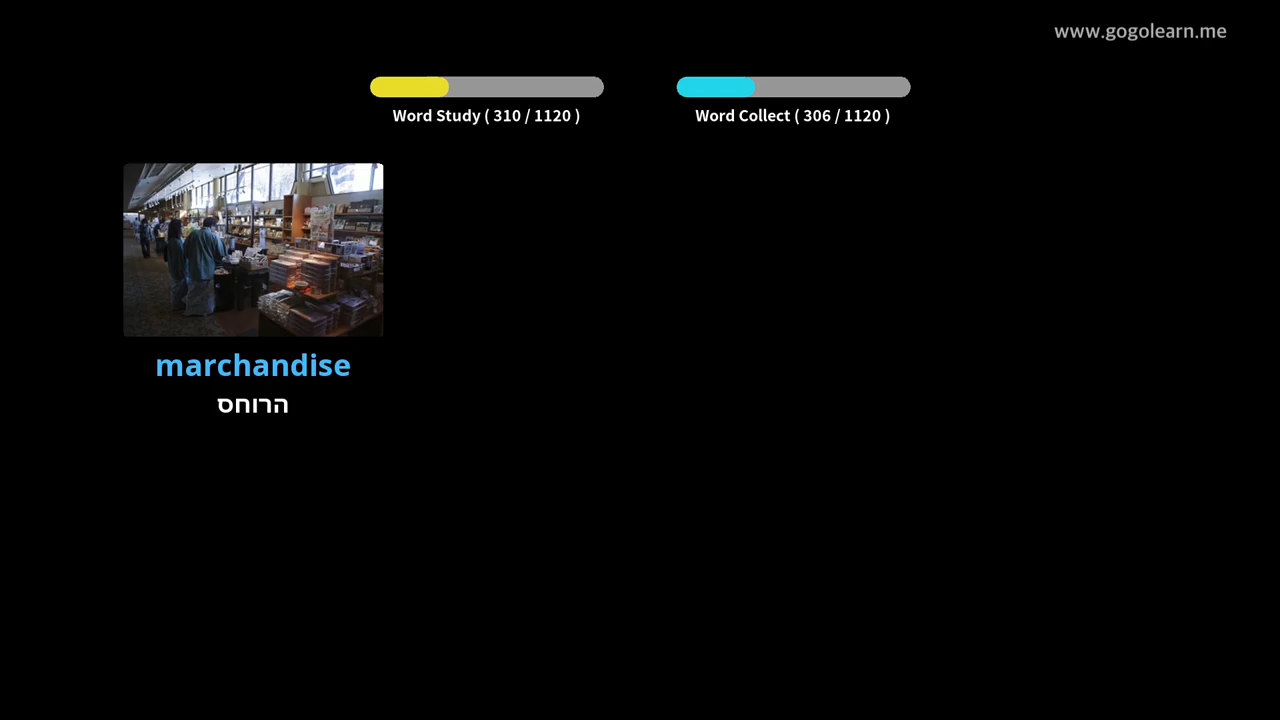 www.gogolearn.me
Word Study ( 310 / 1120 )
Word Collect ( 306 / 1120 )
marchandise
הרוחס